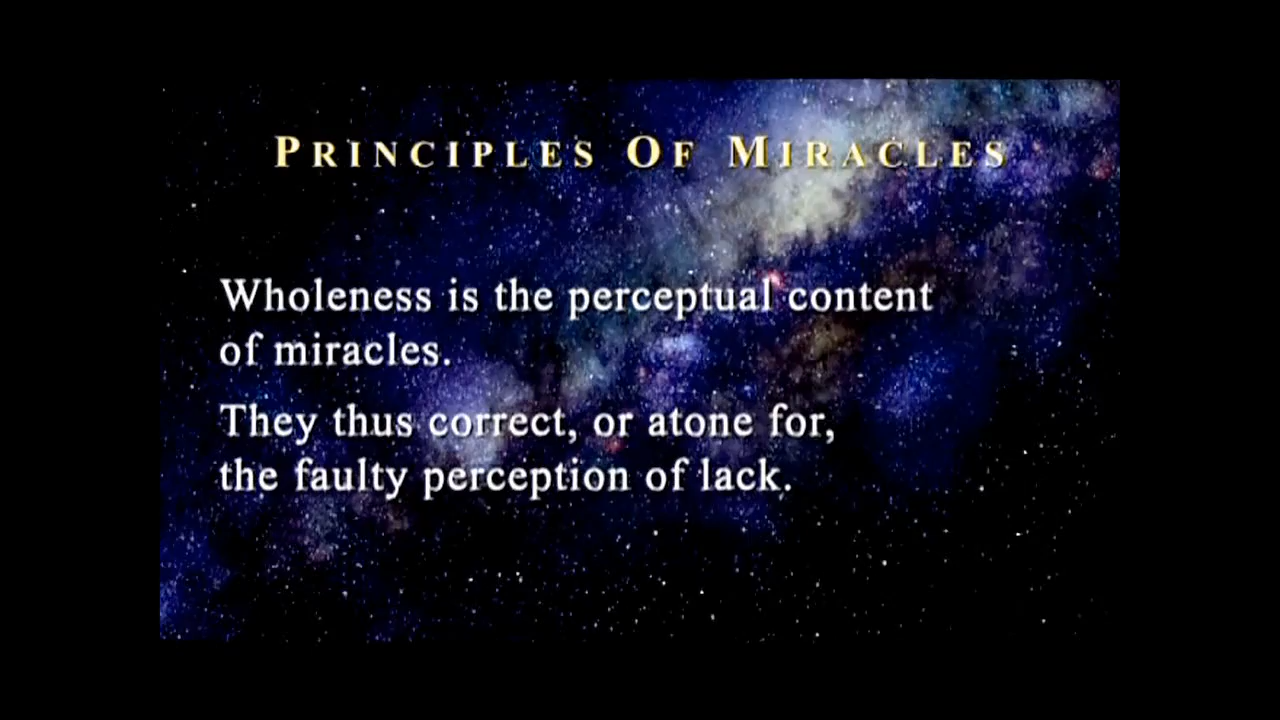 PRINCIPLES OF MIRACLES
Wholeness is the perceptual content
of miracles.
They thus correct, or atone for,
the faulty perception of lack.